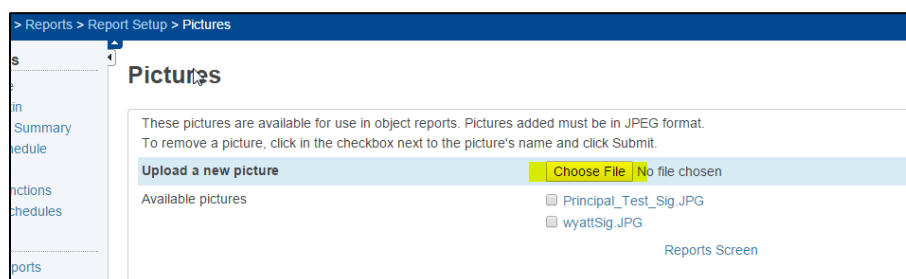 > Reports > Report Setup > Pictures
s
Pictures
e
tin
Summary
hedule
nctions
chedules
ports
These pictures are available for use in object reports. Pictures added must be in JPEG format.
To remove a picture, click in the checkbox next to the picture's name and click Submit.
Upload a new picture
Choose File No file chosen
Available pictures
Principal_Test_Sig.JPG
wyattSig.JPG
Reports Screen